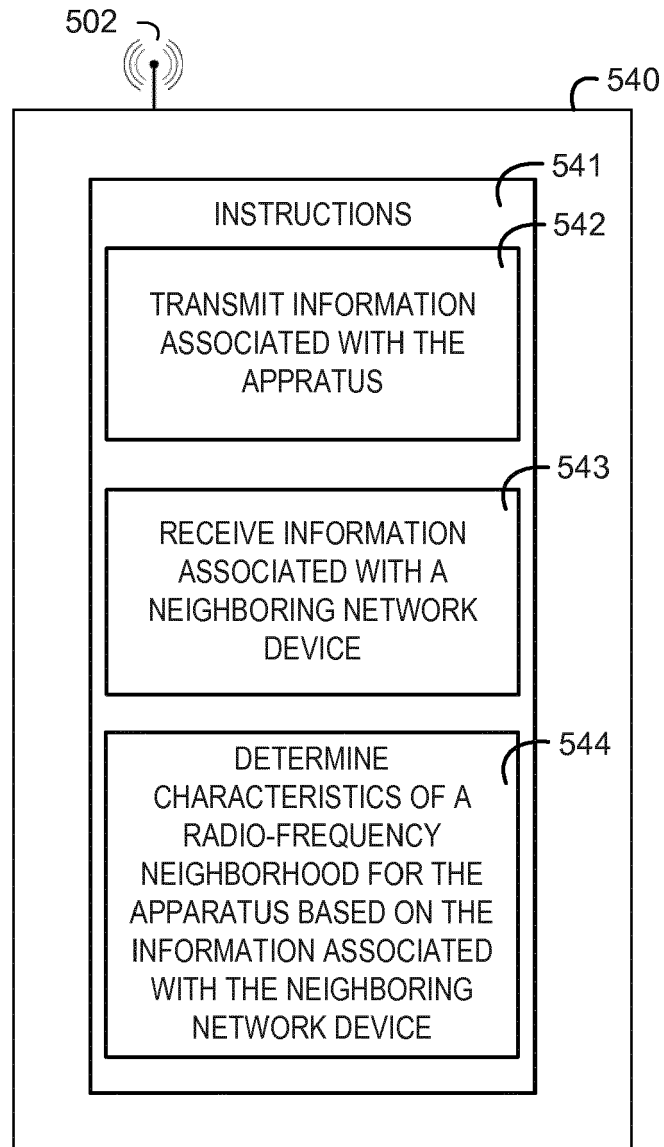 502
540
541
INSTRUCTIONS
542
TRANSMIT INFORMATION
ASSOCIATED WITH THE
APPRATUS
543
RECEIVE INFORMATION
ASSOCIATED WITH A
NEIGHBORING NETWORK
DEVICE
544
DETERMINE
CHARACTERISTICS OF A
RADIO-FREQUENCY
NEIGHBORHOOD FOR THE
APPARATUS BASED ON THE
INFORMATION ASSOCIATED
WITH THE NEIGHBORING
NETWORK DEVICE